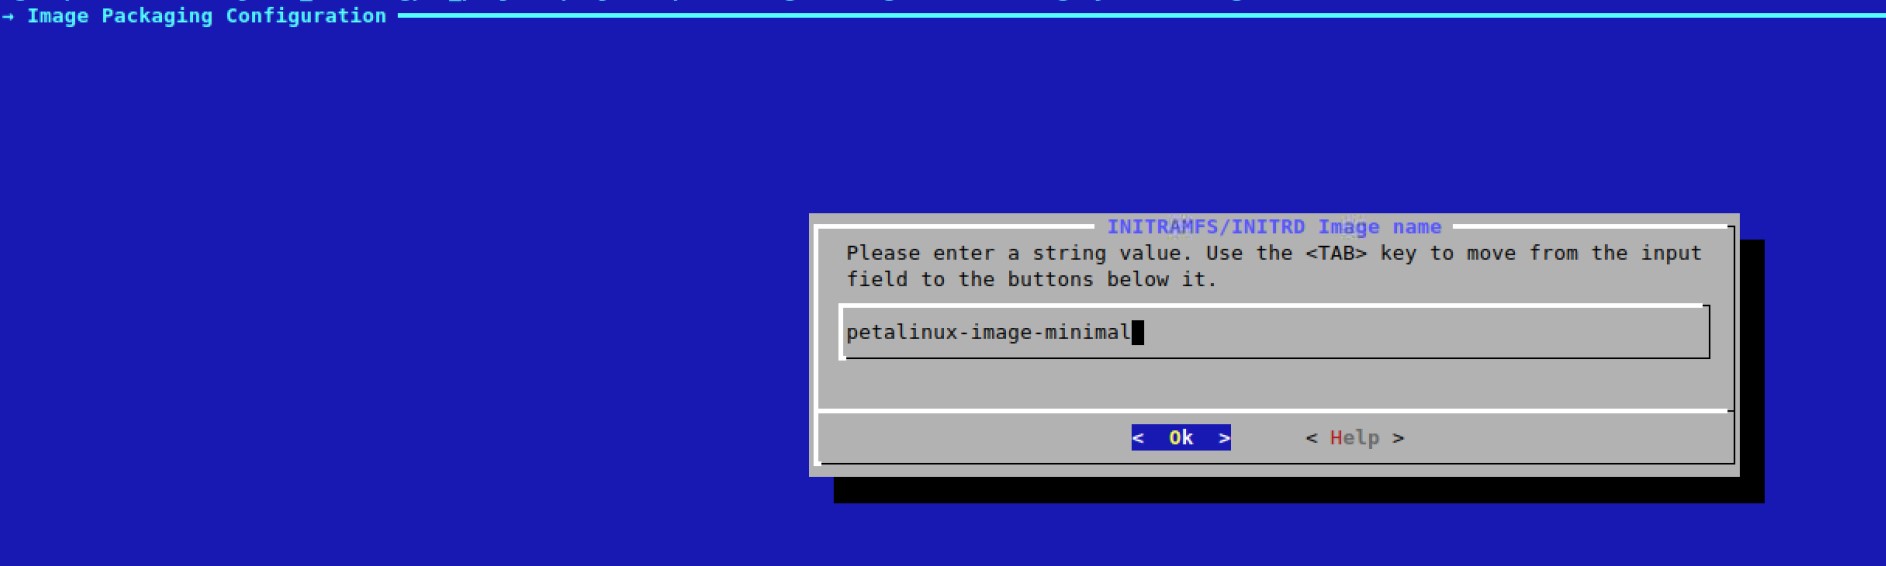 → Image Packaging Configuration
INITRAMFS/INITRD Image name
Please enter a string value. Use the <TAB> key to move from the input
field to the buttons below it.
petalinux-image-minimal
< Ok > < Help >